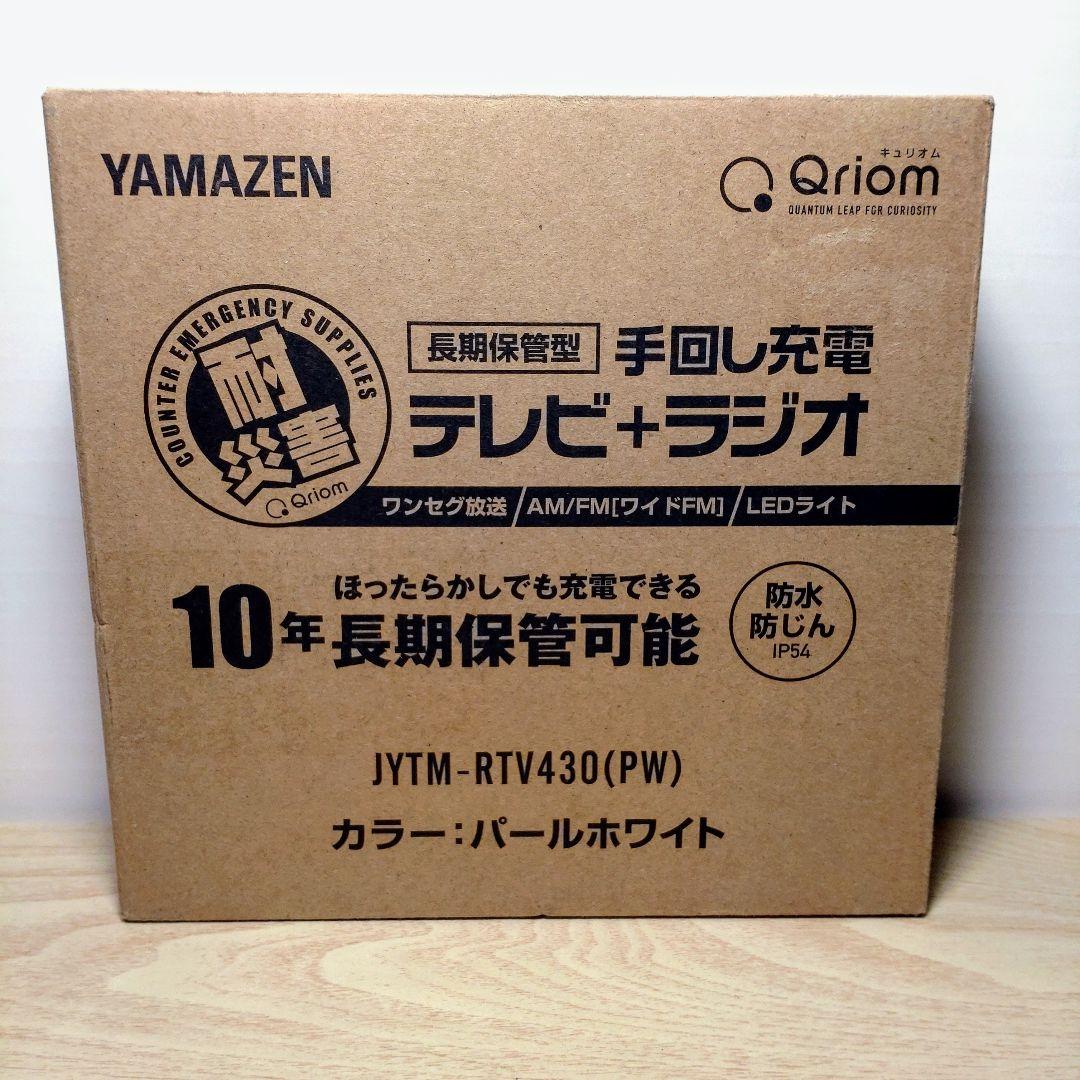 YAMAZEN
キュリオム
Qriom
QUANTUM LEAP FOR CURIOSITY
COUNTER EMERGENCY SUPPLIES
耐
災害
Qriom
長期保管型 手回し充電
テレビ+ラジオ
ワンセグ放送/AM/FM[ワイドFM]/LEDライト
ほったらかしでも充電できる
10年長期保管可能
防水
防じん
IP54
JYTM-RTV430(PW)
カラー:パールホワイト